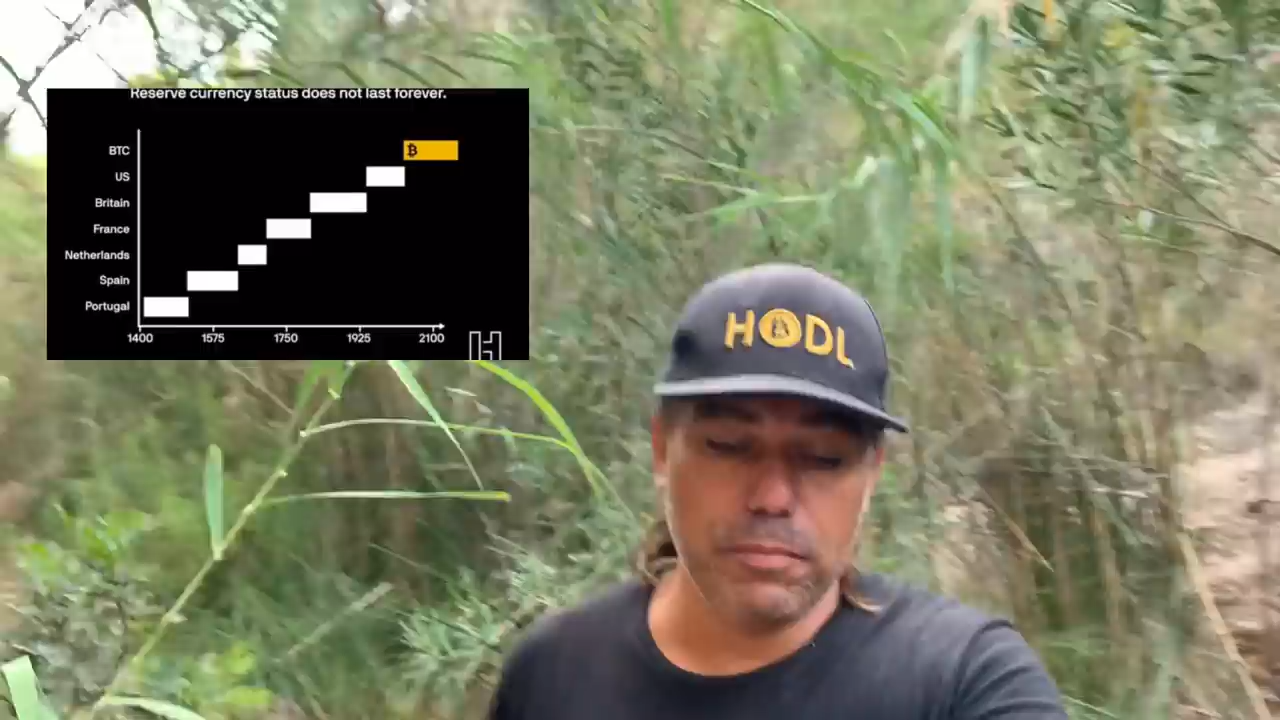 Reserve currency status does not last forever.
BTC
US
Britain
France
Netherlands
Spain
Portugal
1400 1575 1750 1925 2100
HODL